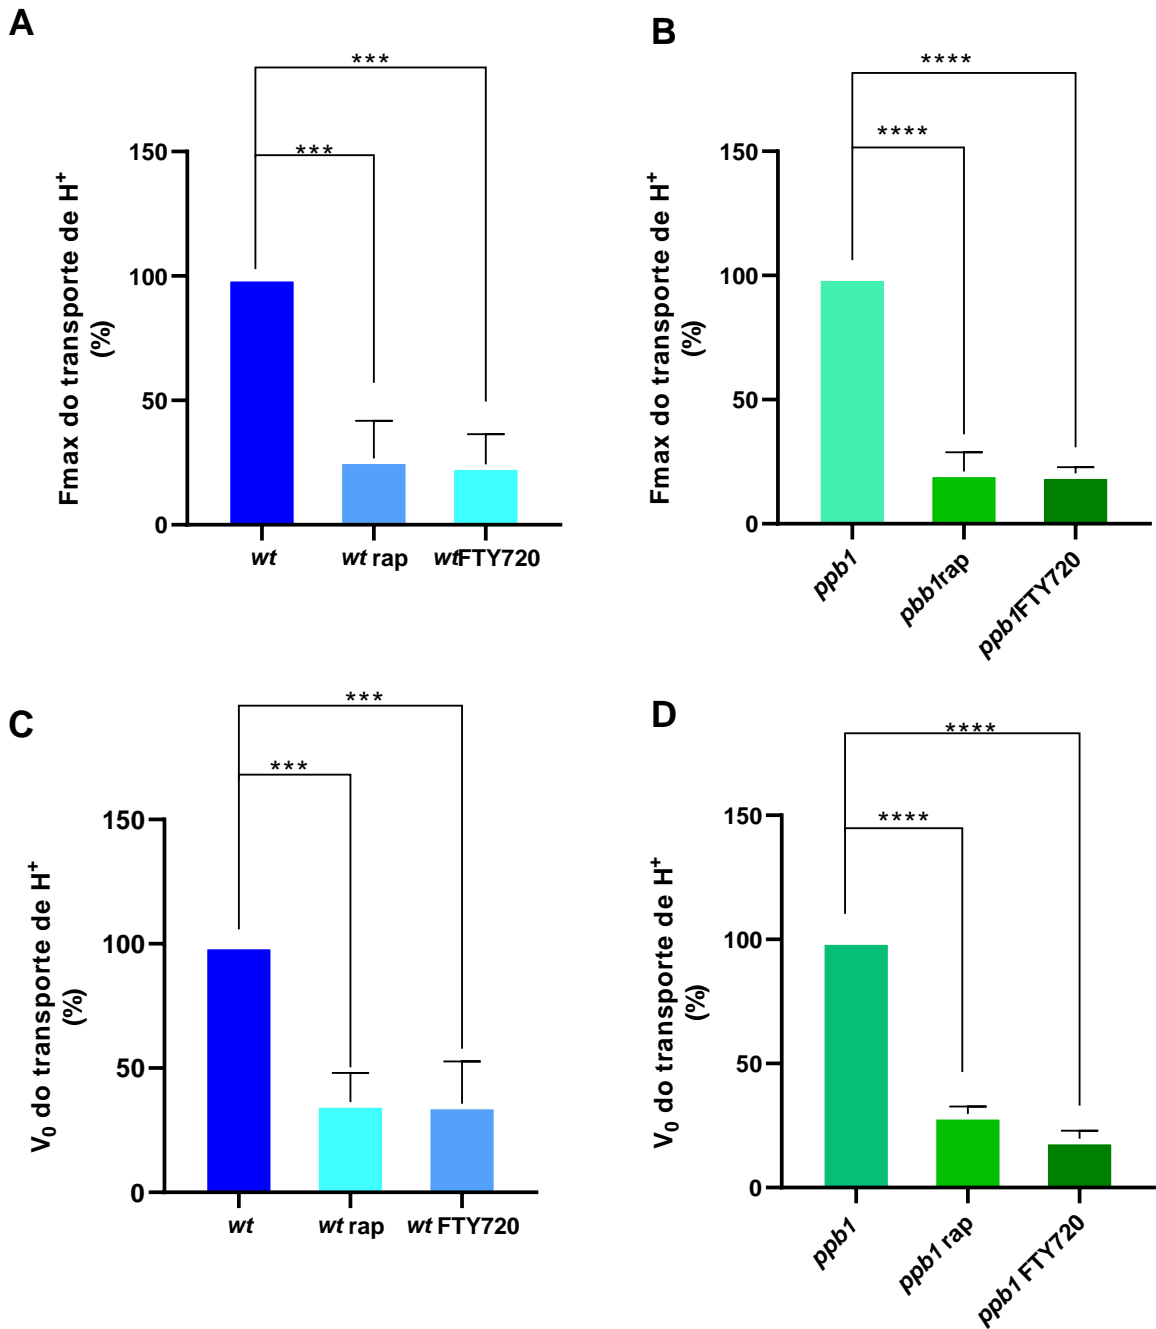 A
***
***
150
100
50
0
Fmax do transporte de H⁺
(%)
wt
wt rap
wtFTY720
B
****
****
150
100
50
0
Fmax do transporte de H⁺
(%)
ppb1
pbb1rap
ppb1FTY720
C
***
***
150
100
50
0
V₀ do transporte de H⁺
(%)
wt
wt rap
wt FTY720
D
****
****
150
100
50
0
V₀ do transporte de H⁺
(%)
ppb1
ppb1 rap
ppb1 FTY720